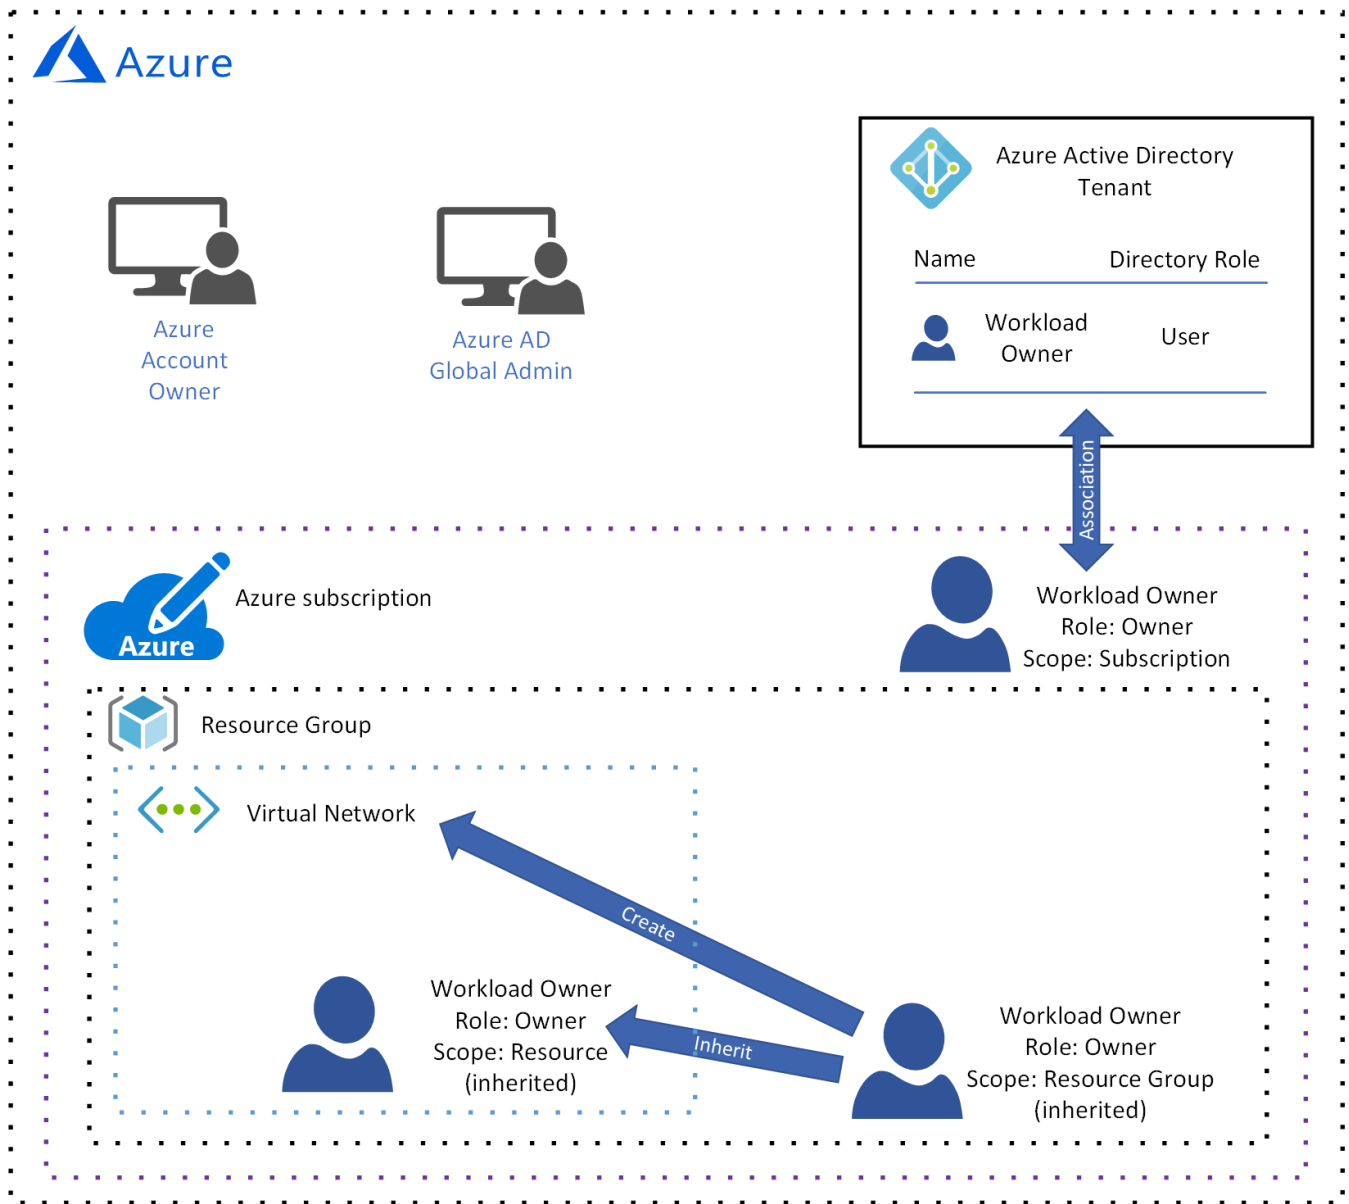 Azure
Azure Active Directory
Tenant
Name
Directory Role
Workload
Owner
User
Azure
Account
Owner
Azure AD
Global Admin
Association
Azure
Azure subscription
Workload Owner
Role: Owner
Scope: Subscription
Resource Group
Virtual Network
Create
Workload Owner
Role: Owner
Scope: Resource
(inherited)
Inherit
Workload Owner
Role: Owner
Scope: Resource Group
(inherited)